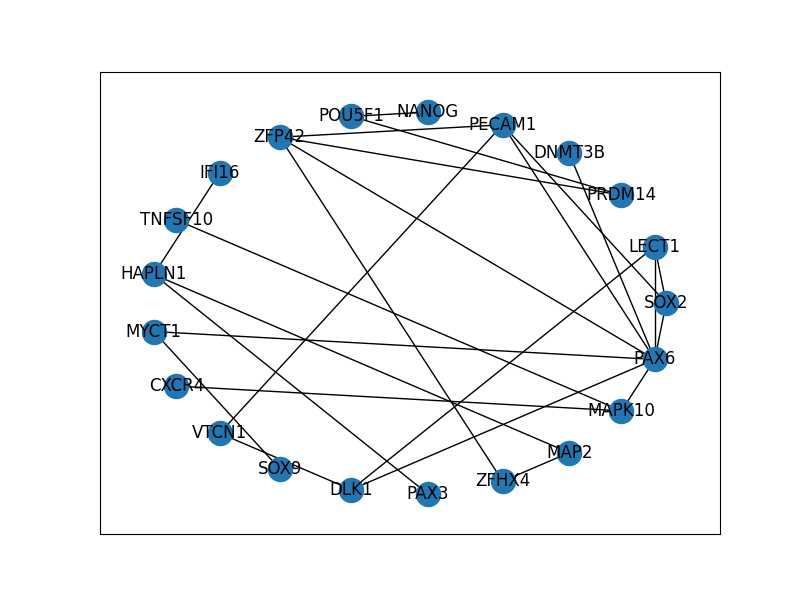 POU5F1
NANOG
ZFP42
PECAM1
DNMT3B
IFI16
PRDM14
TNFSF10
LECT1
HAPLN1
SOX2
MYCT1
PAX6
CXCR4
MAPK10
VTCN1
MAP2
SOX9
ZFHX4
DLK1
PAX3